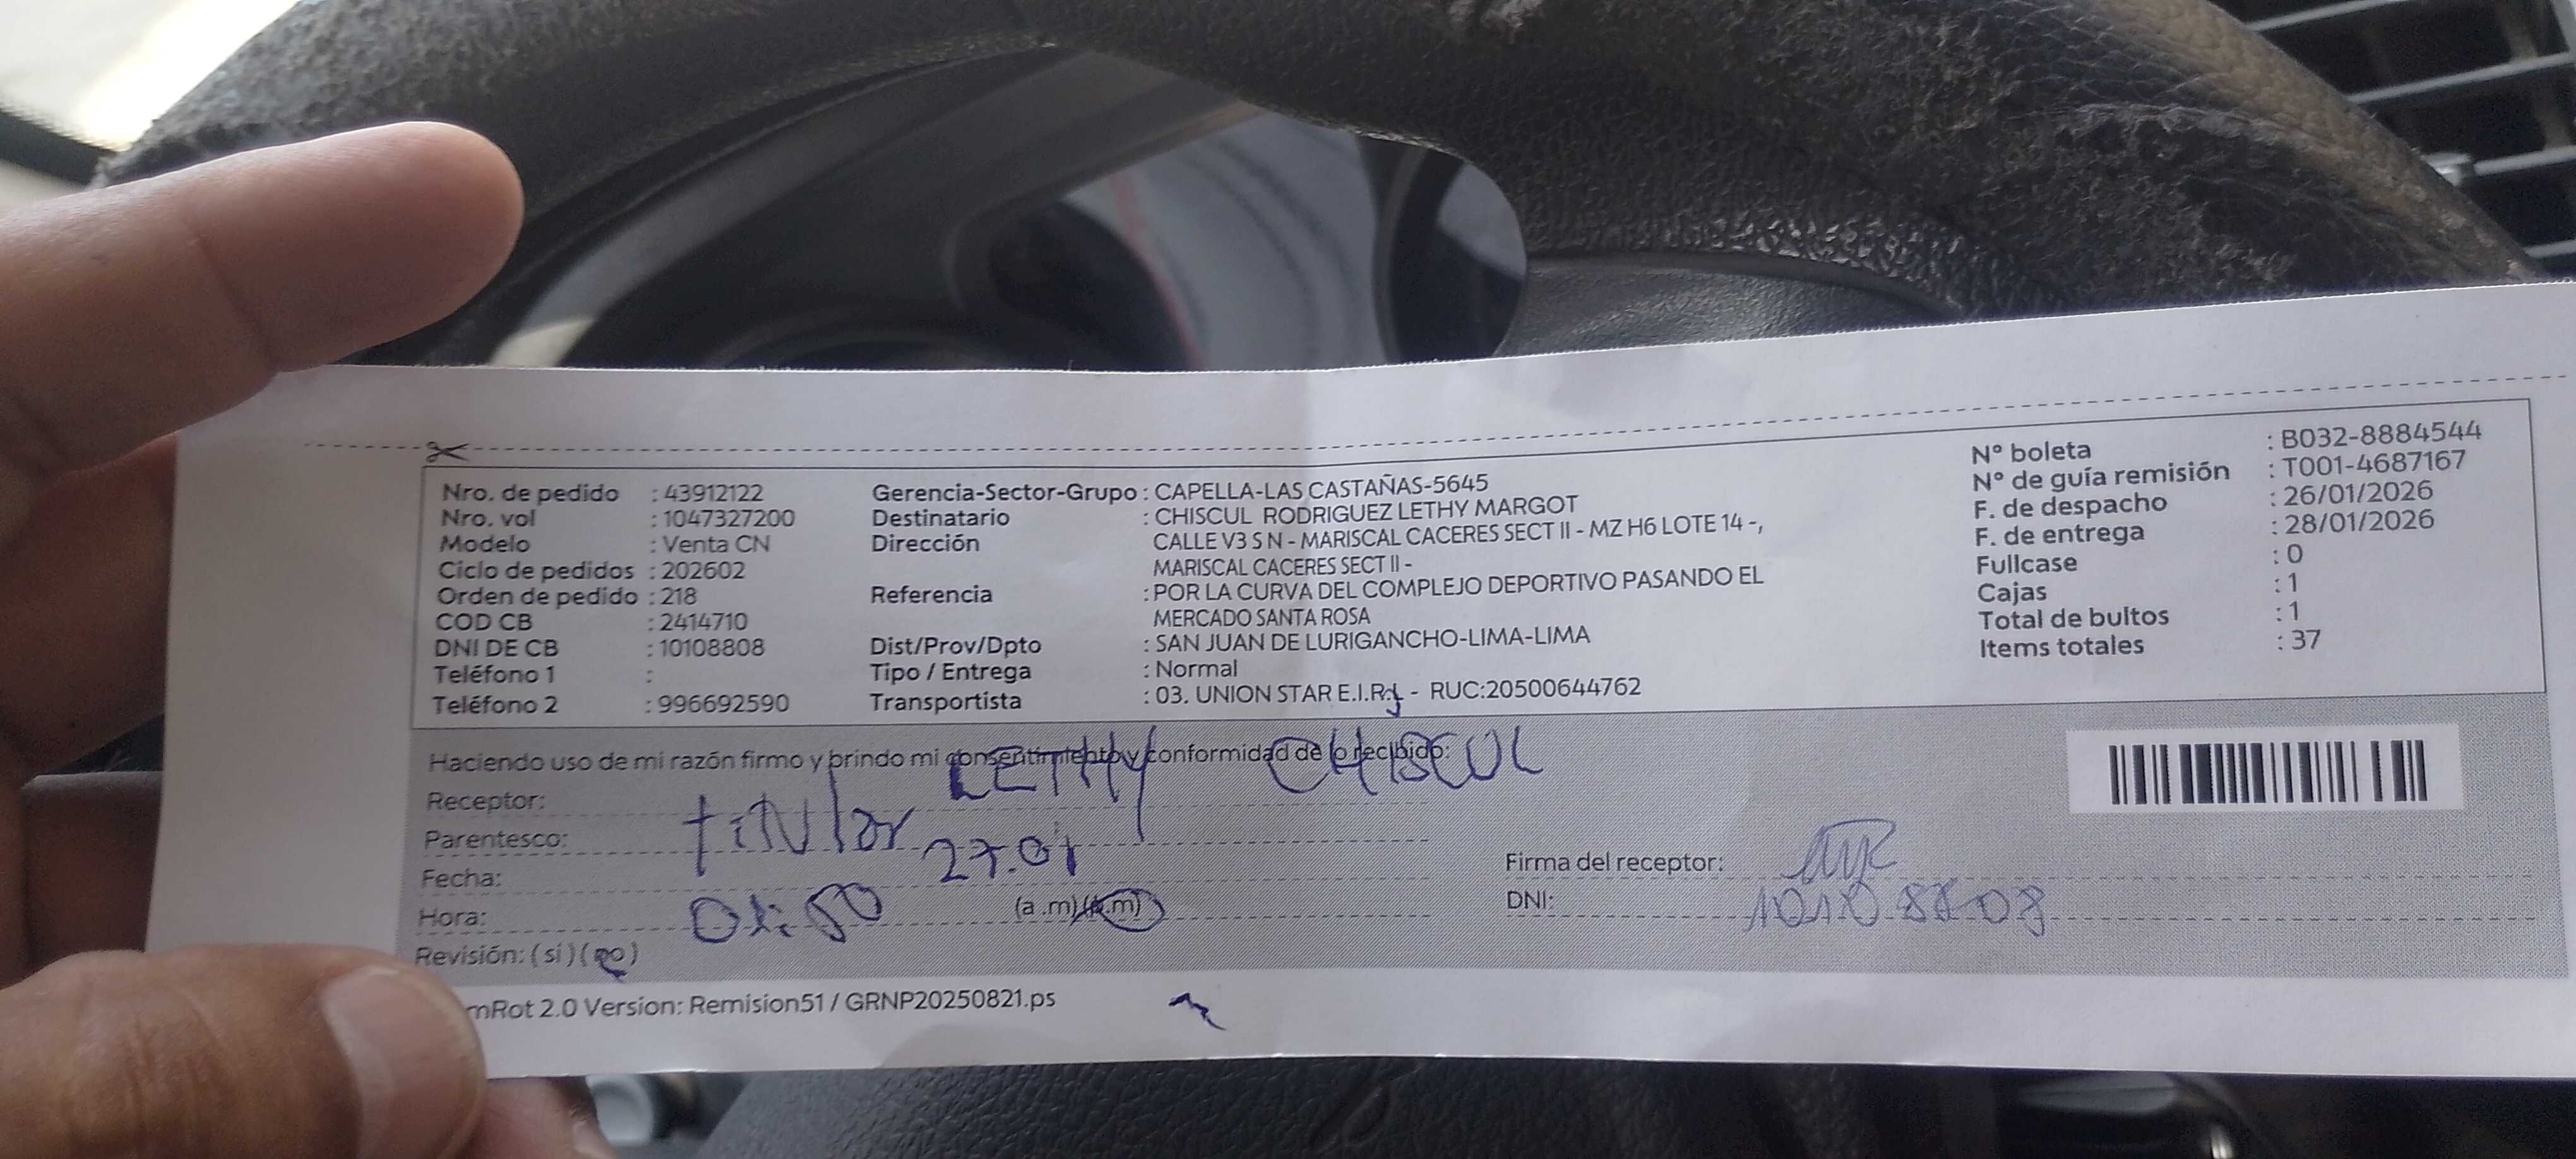 Nro. de pedido : 43912122
Nro. vol : 1047327200
Modelo : Venta CN
Ciclo de pedidos : 202602
Orden de pedido : 218
COD CB : 2414710
DNI DE CB : 10108808
Teléfono 1 :
Teléfono 2 : 996692590
Gerencia-Sector-Grupo : CAPELLA-LAS CASTAÑAS-5645
Destinatario : CHISCUL RODRIGUEZ LETHY MARGOT
Dirección : CALLE V3 S N - MARISCAL CACERES SECT II - MZ H6 LOTE 14 -,
MARISCAL CACERES SECT II -
Referencia : POR LA CURVA DEL COMPLEJO DEPORTIVO PASANDO EL
MERCADO SANTA ROSA
Dist/Prov/Dpto : SAN JUAN DE LURIGANCHO-LIMA-LIMA
Tipo / Entrega : Normal
Transportista : 03. UNION STAR E.I.R.L - RUC:20500644762
N° boleta : B032-8884544
N° de guía remisión : T001-4687167
F. de despacho : 26/01/2026
F. de entrega : 28/01/2026
Fullcase : 0
Cajas : 1
Total de bultos : 1
Items totales : 37
Haciendo uso de mi razón firmo y brindo mi consentimiento y conformidad de lo recibido:
Receptor: LETHY CHISCUL
Parentesco: titular
Fecha: 27.01
Hora: 01:50 (a .m) (p.m)
Revisión: (si) (no)
Firma del receptor:
DNI: 10108808
mRot 2.0 Version: Remision51 / GRNP20250821.ps